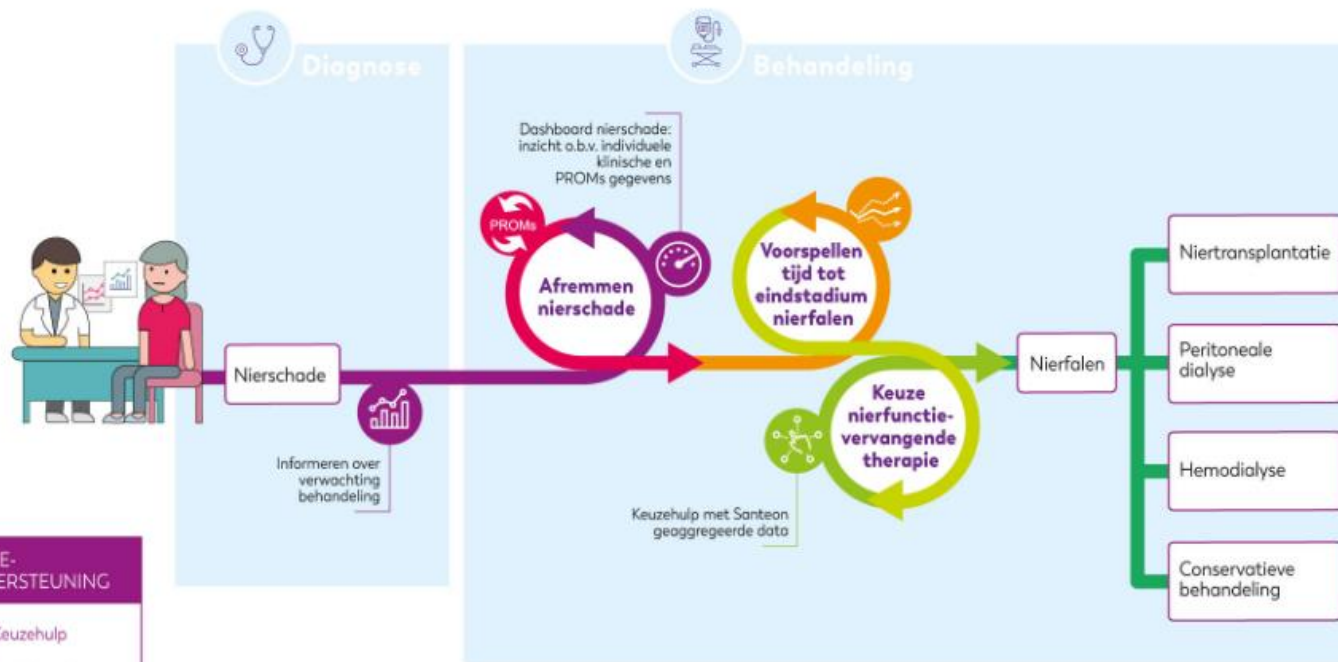 Diagnose
Behandeling
Dashboard nierschade:
inzicht o.b.v. individuele
klinische en
PROMs gegevens
PROMs
Afremmen
nierschade
Voorspellen
tijd tot
eindstadium
nierfalen
Nierschade
Informeren over
verwachting
behandeling
Keuze
nierfunctie-
vervangende
therapie
Keuzehulp met Santeon
geaggregeerde data
Nierfalen
Niertransplantatie
Peritoneale
dialyse
Hemodialyse
Conservatieve
behandeling
E-
ERSTEUNING
Keuzehulp